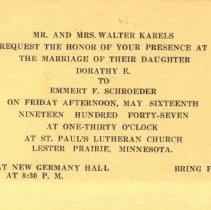 MR. AND MRS. WALTER KARELS
REQUEST THE HONOR OF YOUR PRESENCE AT
THE MARRIAGE OF THEIR DAUGHTER
DORATHY E.
TO
EMMERT F. SCHROEDER
ON FRIDAY AFTERNOON, MAY SIXTEENTH
NINETEEN HUNDRED FORTY-SEVEN
AT ONE-THIRTY O'CLOCK
AT ST. PAUL'S LUTHERAN CHURCH
LESTER PRAIRIE, MINNESOTA.
AT NEW GERMANY HALL BRING F
AT 8:30 P. M.